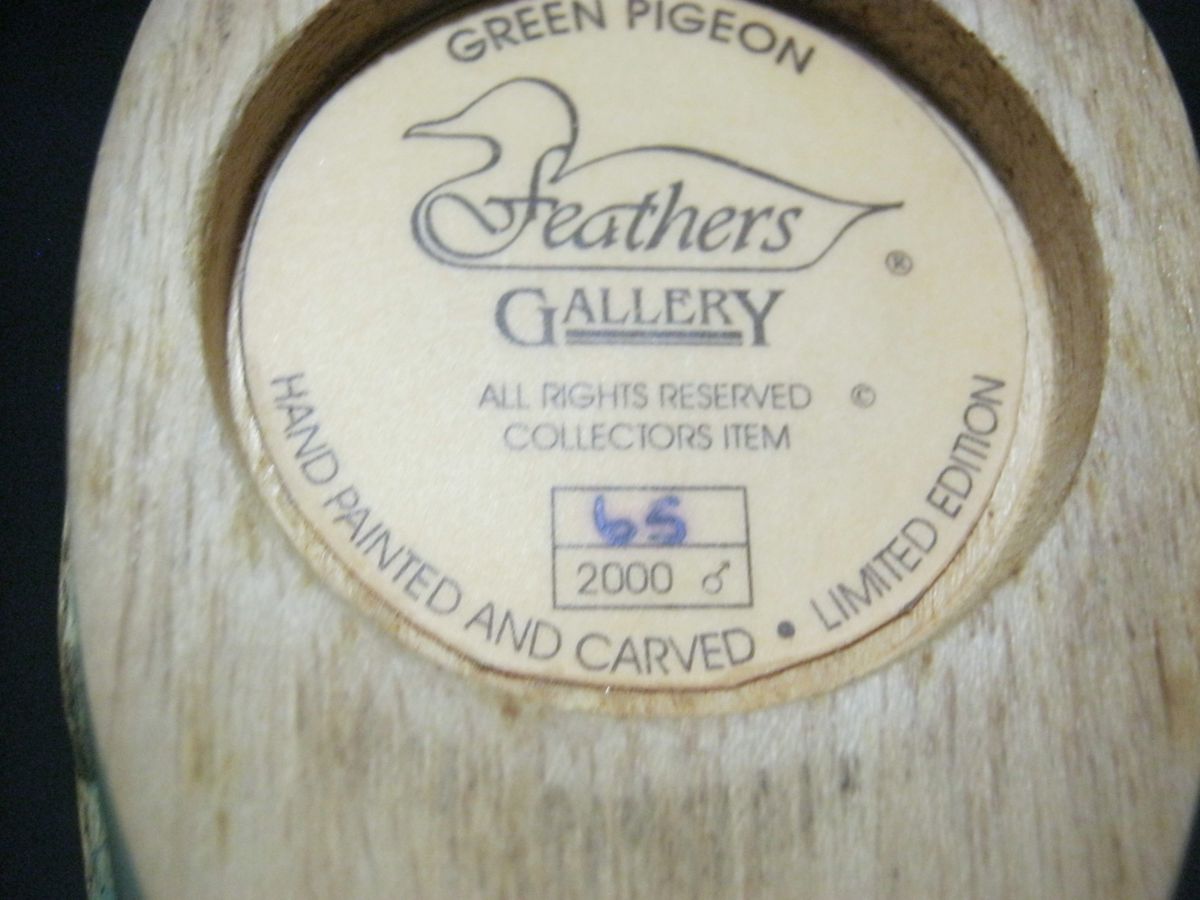 GREEN PIGEON
Feathers ®
GALLERY
ALL RIGHTS RESERVED ©
COLLECTORS ITEM
65
2000 ♂
HAND PAINTED AND CARVED • LIMITED EDITION